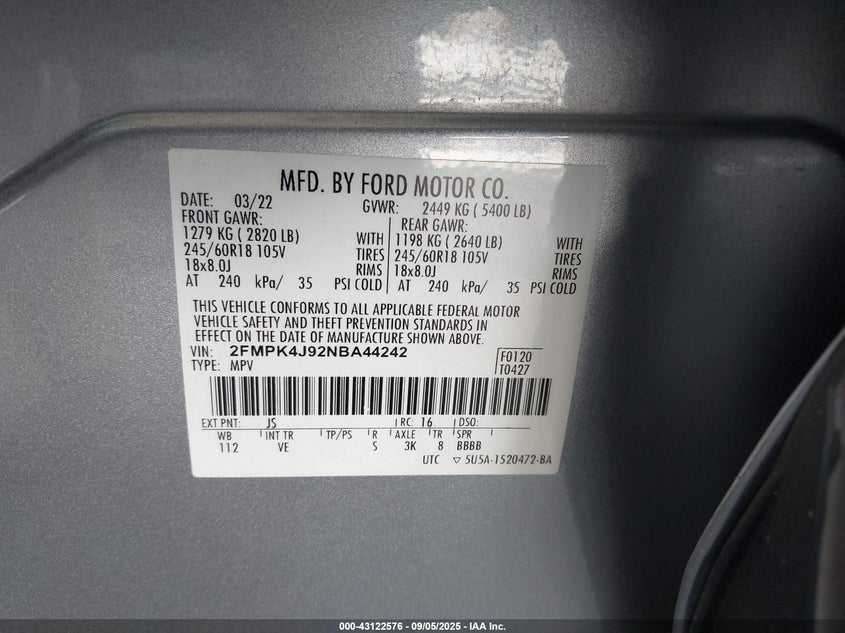 MFD. BY FORD MOTOR CO.
DATE: 03/22 GVWR: 2449 KG ( 5400 LB)
FRONT GAWR: REAR GAWR:
1279 KG ( 2820 LB) WITH 1198 KG ( 2640 LB) WITH
245/60R18 105V TIRES 245/60R18 105V TIRES
18x8.0J RIMS 18x8.0J RIMS
AT 240 kPa/ 35 PSI COLD AT 240 kPa/ 35 PSI COLD
THIS VEHICLE CONFORMS TO ALL APPLICABLE FEDERAL MOTOR
VEHICLE SAFETY AND THEFT PREVENTION STANDARDS IN
EFFECT ON THE DATE OF MANUFACTURE SHOWN ABOVE.
VIN: 2FMPK4J92NBA44242 F0120
TYPE: MPV T0427
EXT PNT: JS RC: 16 DSO:
WB INT TR TP/PS R AXLE TR SPR
112 VE S 3K 8 BBBB
UTC ▽ 5U5A-1520472-BA
000-43122576 - 09/05/2025 - IAA Inc.